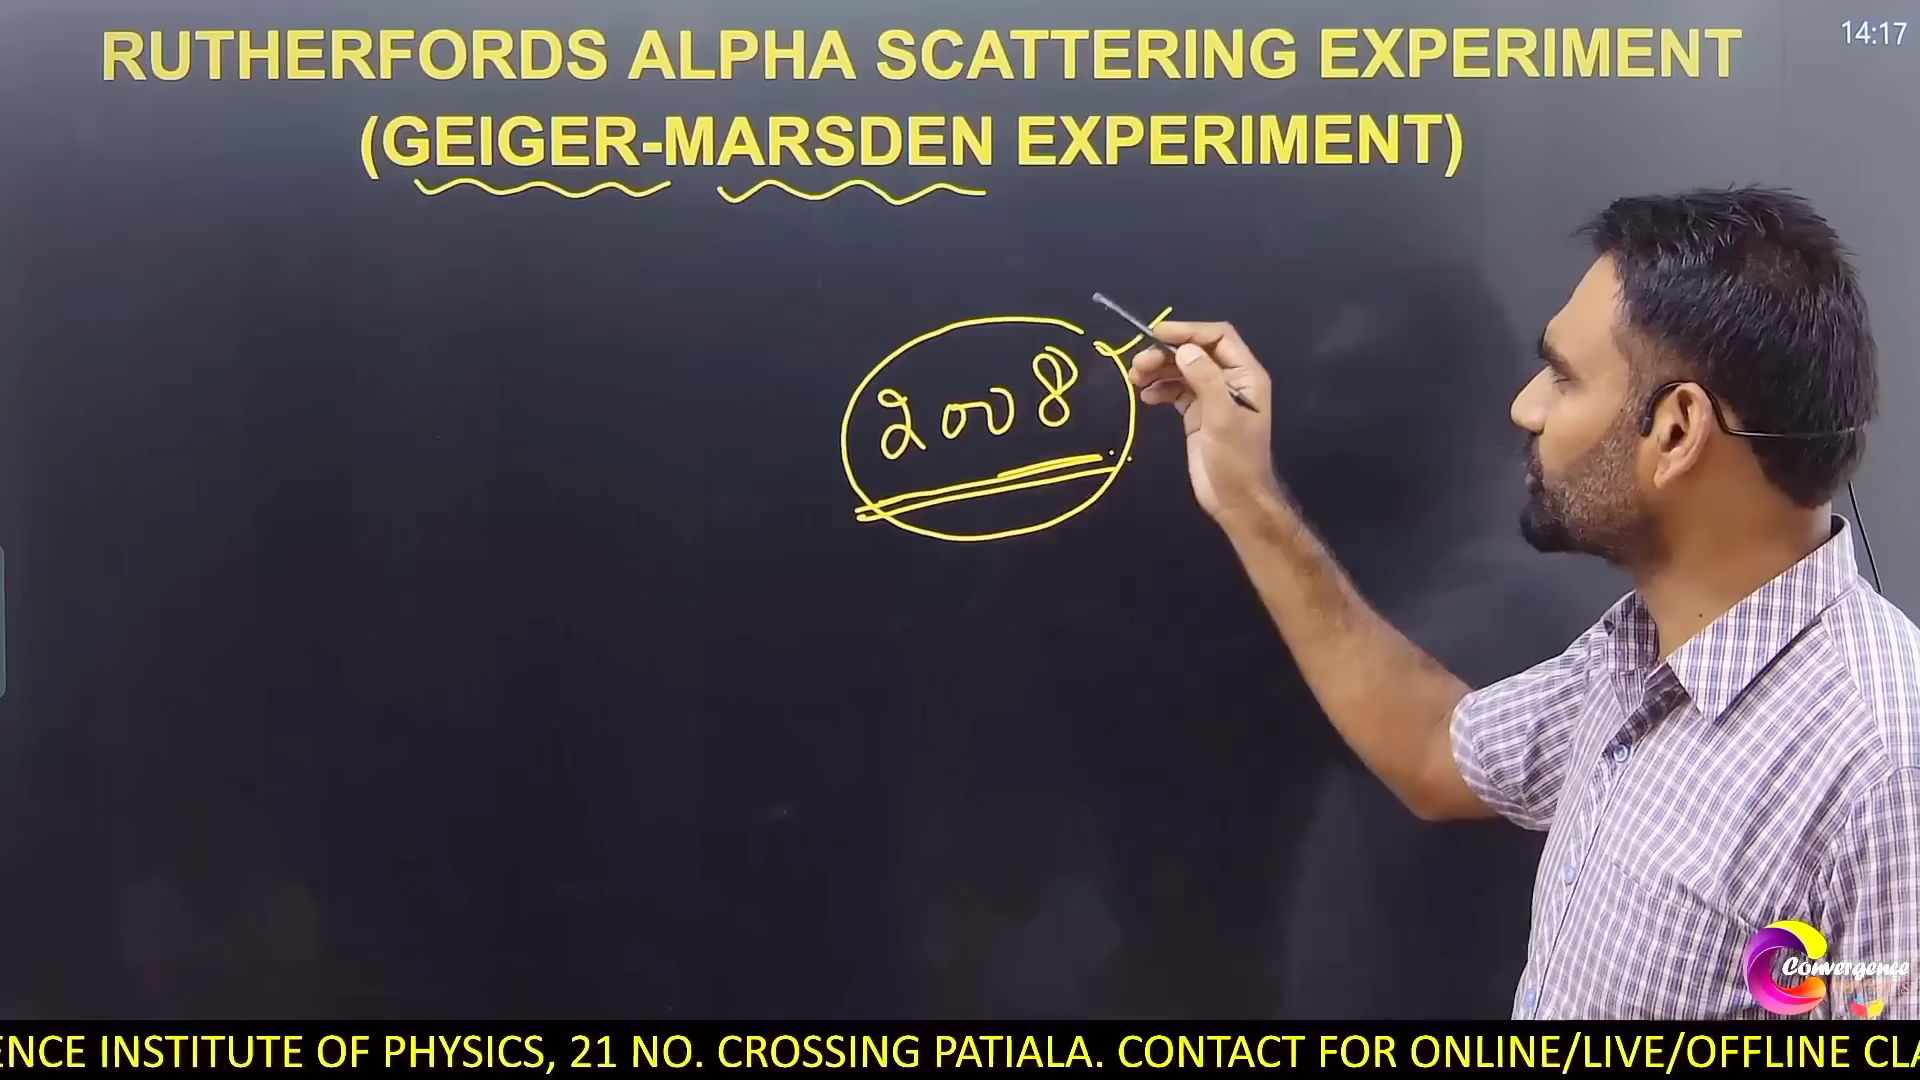 14:17
RUTHERFORDS ALPHA SCATTERING EXPERIMENT
(GEIGER-MARSDEN EXPERIMENT)
2008
Convergence
ENCE INSTITUTE OF PHYSICS, 21 NO. CROSSING PATIALA. CONTACT FOR ONLINE/LIVE/OFFLINE CLA